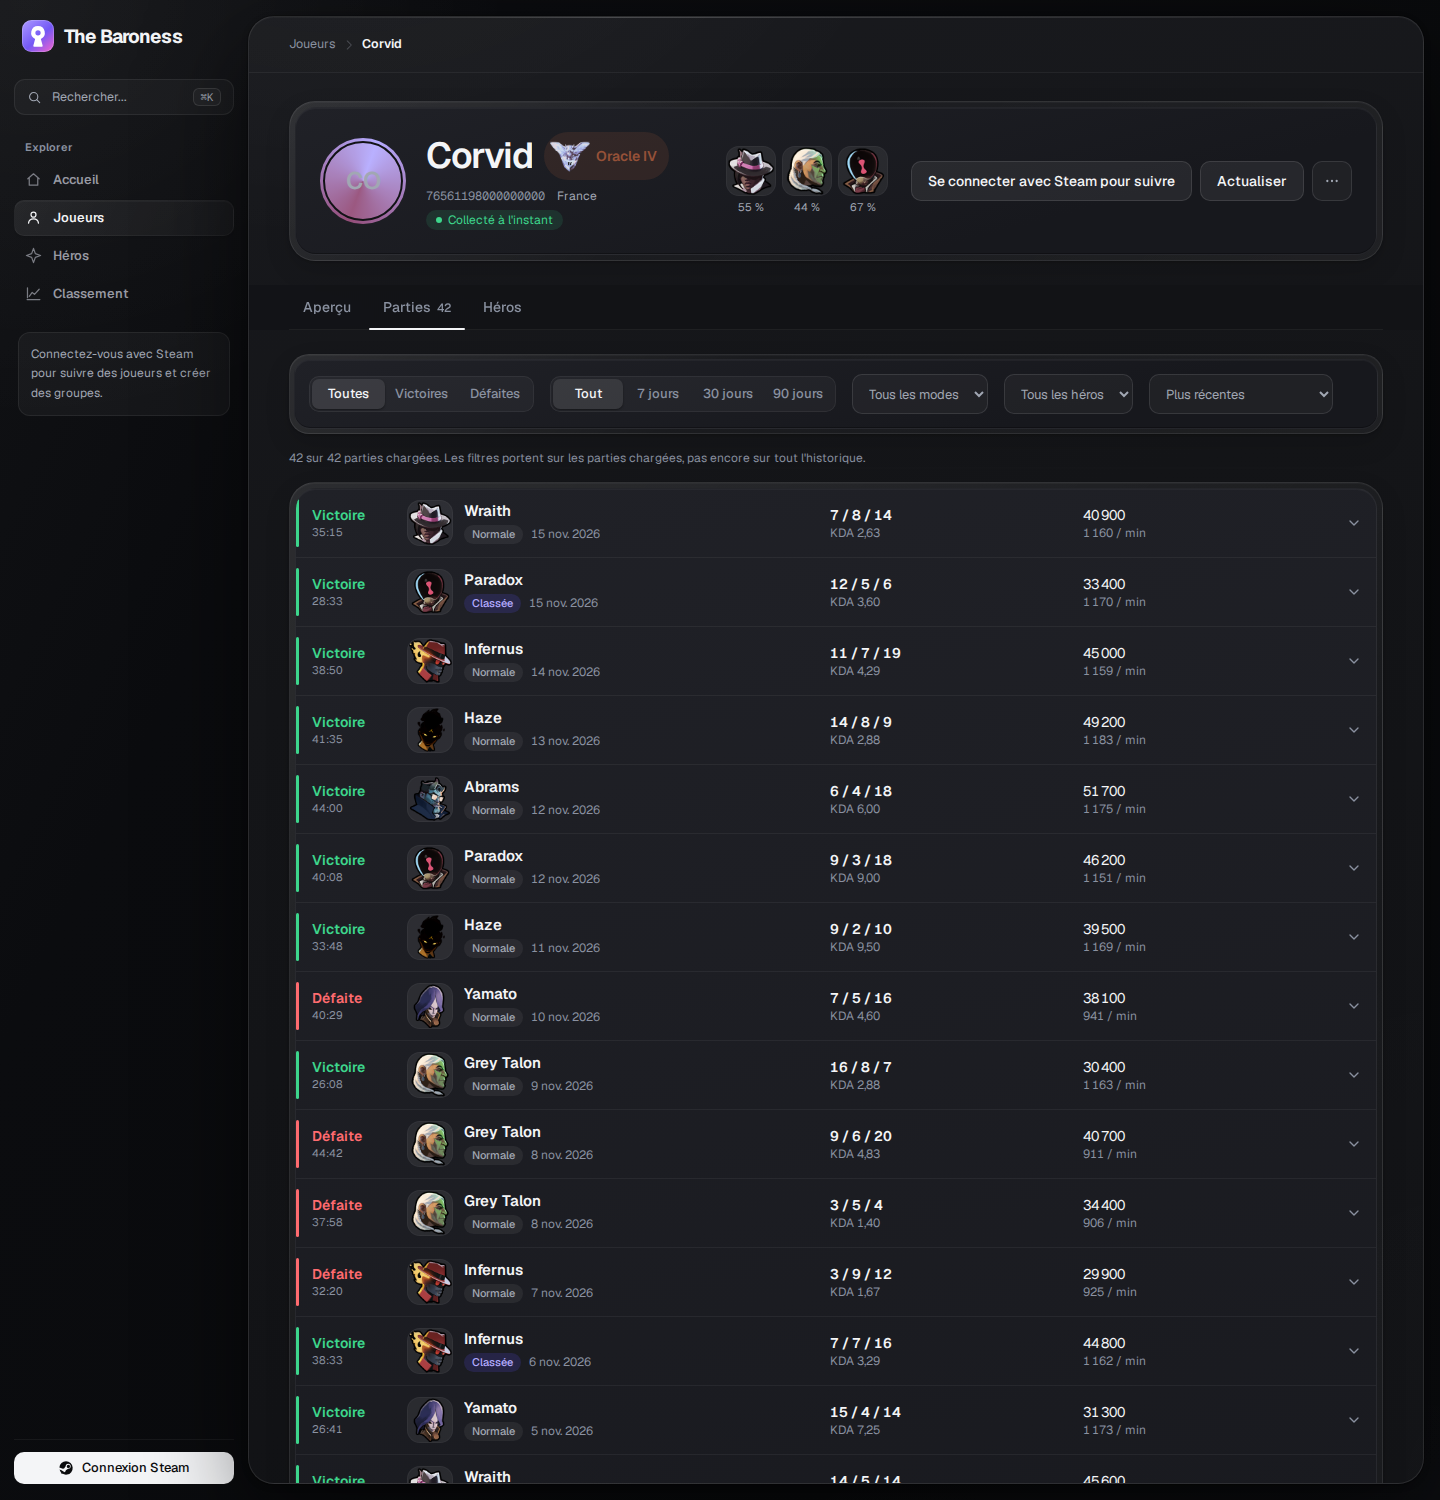 The Baroness
Rechercher...
⌘K
Explorer
Accueil
Joueurs
Héros
Classement
Connectez-vous avec Steam
pour suivre des joueurs et créer
des groupes.
Connexion Steam
Joueurs > Corvid
CO
Corvid
Oracle IV
76561198000000000 France
Collecté à l'instant
55 % 44 % 67 %
Se connecter avec Steam pour suivre
Actualiser
...
Aperçu Parties 42 Héros
Toutes Victoires Défaites
Tout 7 jours 30 jours 90 jours
Tous les modes
Tous les héros
Plus récentes
42 sur 42 parties chargées. Les filtres portent sur les parties chargées, pas encore sur tout l'historique.
Victoire Wraith 7 / 8 / 14 40 900
35:15 Normale 15 nov. 2026 KDA 2,63 1 160 / min
Victoire Paradox 12 / 5 / 6 33 400
28:33 Classée 15 nov. 2026 KDA 3,60 1 170 / min
Victoire Infernus 11 / 7 / 19 45 000
38:50 Normale 14 nov. 2026 KDA 4,29 1 159 / min
Victoire Haze 14 / 8 / 9 49 200
41:35 Normale 13 nov. 2026 KDA 2,88 1 183 / min
Victoire Abrams 6 / 4 / 18 51 700
44:00 Normale 12 nov. 2026 KDA 6,00 1 175 / min
Victoire Paradox 9 / 3 / 18 46 200
40:08 Normale 12 nov. 2026 KDA 9,00 1 151 / min
Victoire Haze 9 / 2 / 10 39 500
33:48 Normale 11 nov. 2026 KDA 9,50 1 169 / min
Défaite Yamato 7 / 5 / 16 38 100
40:29 Normale 10 nov. 2026 KDA 4,60 941 / min
Victoire Grey Talon 16 / 8 / 7 30 400
26:08 Normale 9 nov. 2026 KDA 2,88 1 163 / min
Défaite Grey Talon 9 / 6 / 20 40 700
44:42 Normale 8 nov. 2026 KDA 4,83 911 / min
Défaite Grey Talon 3 / 5 / 4 34 400
37:58 Normale 8 nov. 2026 KDA 1,40 906 / min
Défaite Infernus 3 / 9 / 12 29 900
32:20 Normale 7 nov. 2026 KDA 1,67 925 / min
Victoire Infernus 7 / 7 / 16 44 800
38:33 Classée 6 nov. 2026 KDA 3,29 1 162 / min
Victoire Yamato 15 / 4 / 14 31 300
26:41 Normale 5 nov. 2026 KDA 7,25 1 173 / min
Victoire Wraith 14 / 5 / 14 45 600